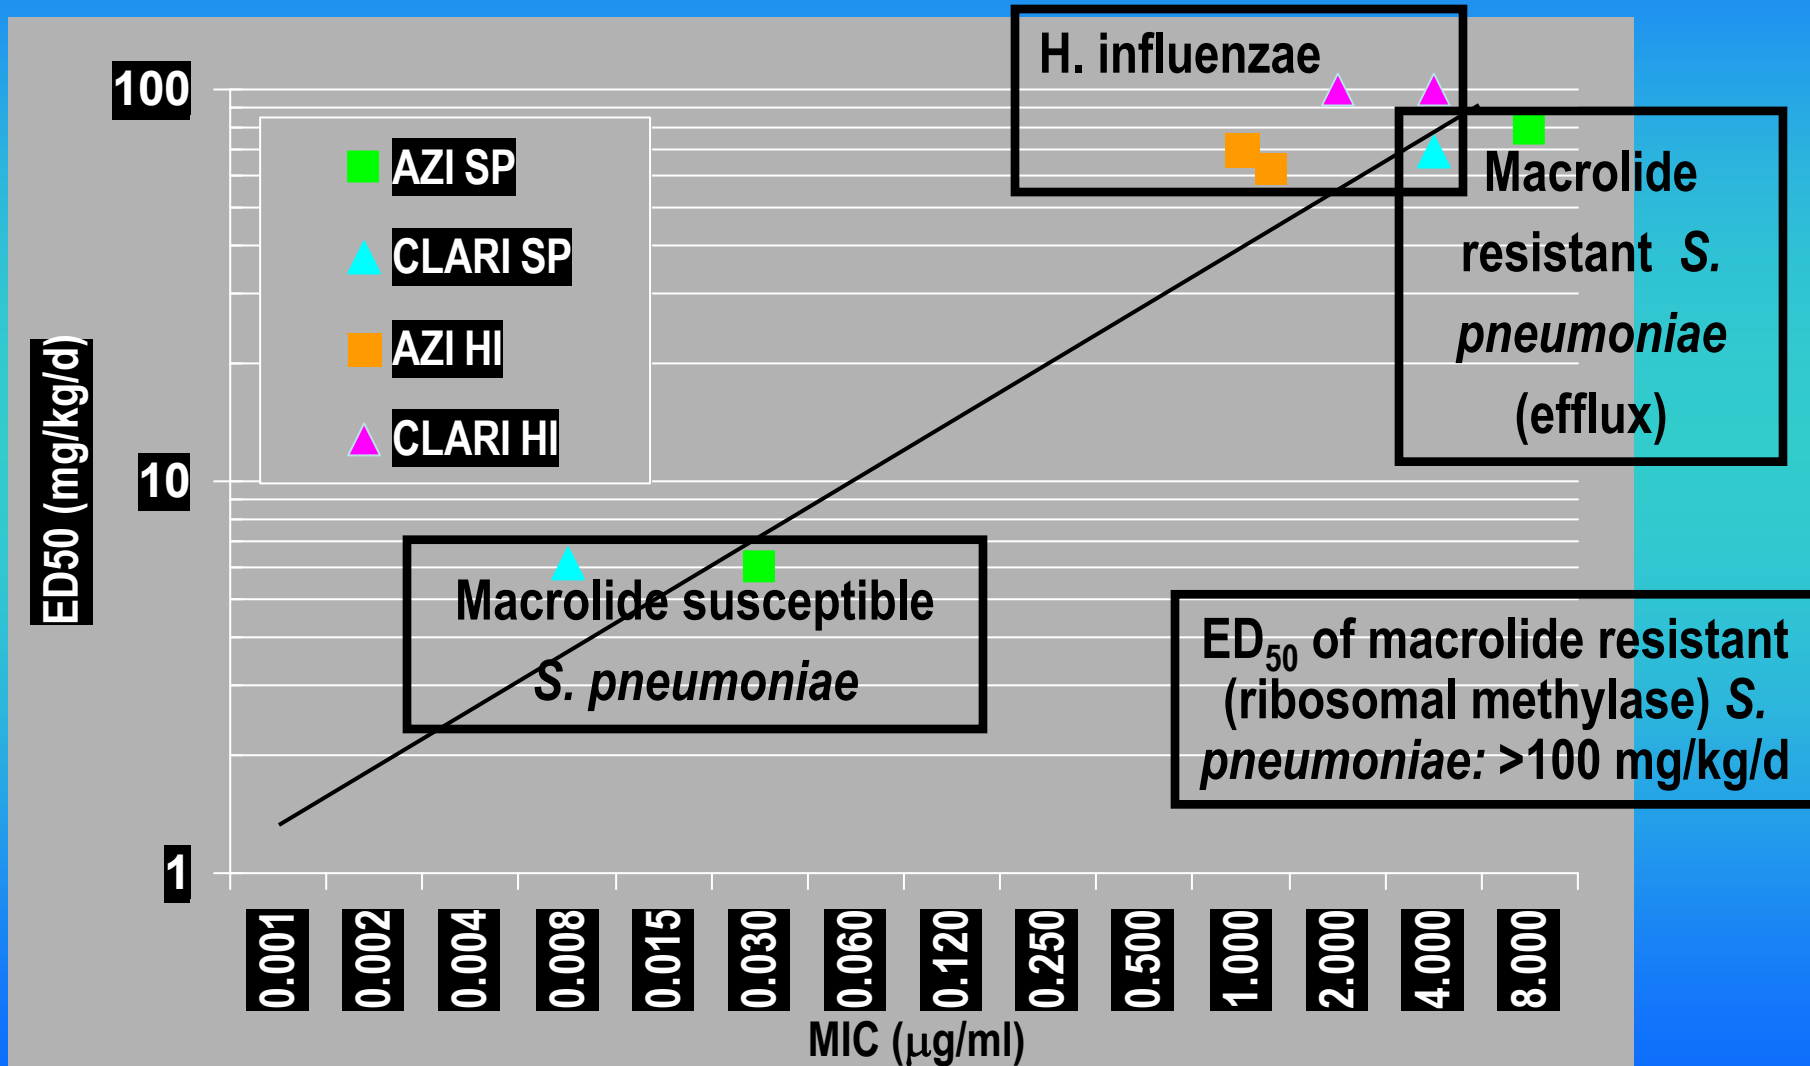 H. influenzae
100
AZI SP
CLARI SP
AZI HI
CLARI HI
Macrolide
resistant S.
pneumoniae
(efflux)
ED50 (mg/kg/d)
10
Macrolide susceptible
S. pneumoniae
ED50 of macrolide resistant
(ribosomal methylase) S.
pneumoniae: >100 mg/kg/d
1
0.001
0.002
0.004
0.008
0.015
0.030
0.060
0.120
0.250
0.500
1.000
2.000
4.000
8.000
MIC (μg/ml)